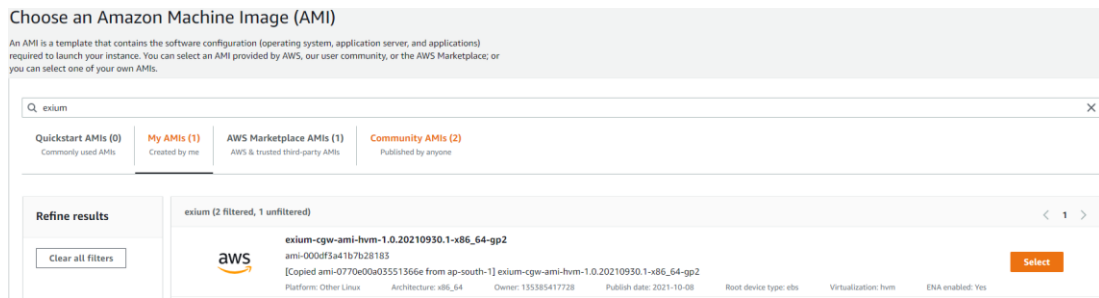 Choose an Amazon Machine Image (AMI)
An AMI is a template that contains the software configuration (operating system, application server, and applications)
required to launch your instance. You can select an AMI provided by AWS, our user community, or the AWS Marketplace; or
you can select one of your own AMIs.
exium
Quickstart AMIs (0)
Commonly used AMIs
My AMIs (1)
Created by me
AWS Marketplace AMIs (1)
AWS & trusted third-party AMIs
Community AMIs (2)
Published by anyone
Refine results
Clear all filters
exium (2 filtered, 1 unfiltered)
1
aws
exium-cgw-ami-hvm-1.0.20210930.1-x86_64-gp2
ami-000df3a41b7b28183
[Copied ami-0770e00a03551366e from ap-south-1] exium-cgw-ami-hvm-1.0.20210930.1-x86_64-gp2
Platform: Other Linux Architecture: x86_64 Owner: 135385417728 Publish date: 2021-10-08 Root device type: ebs Virtualization: hvm ENA enabled: Yes
Select